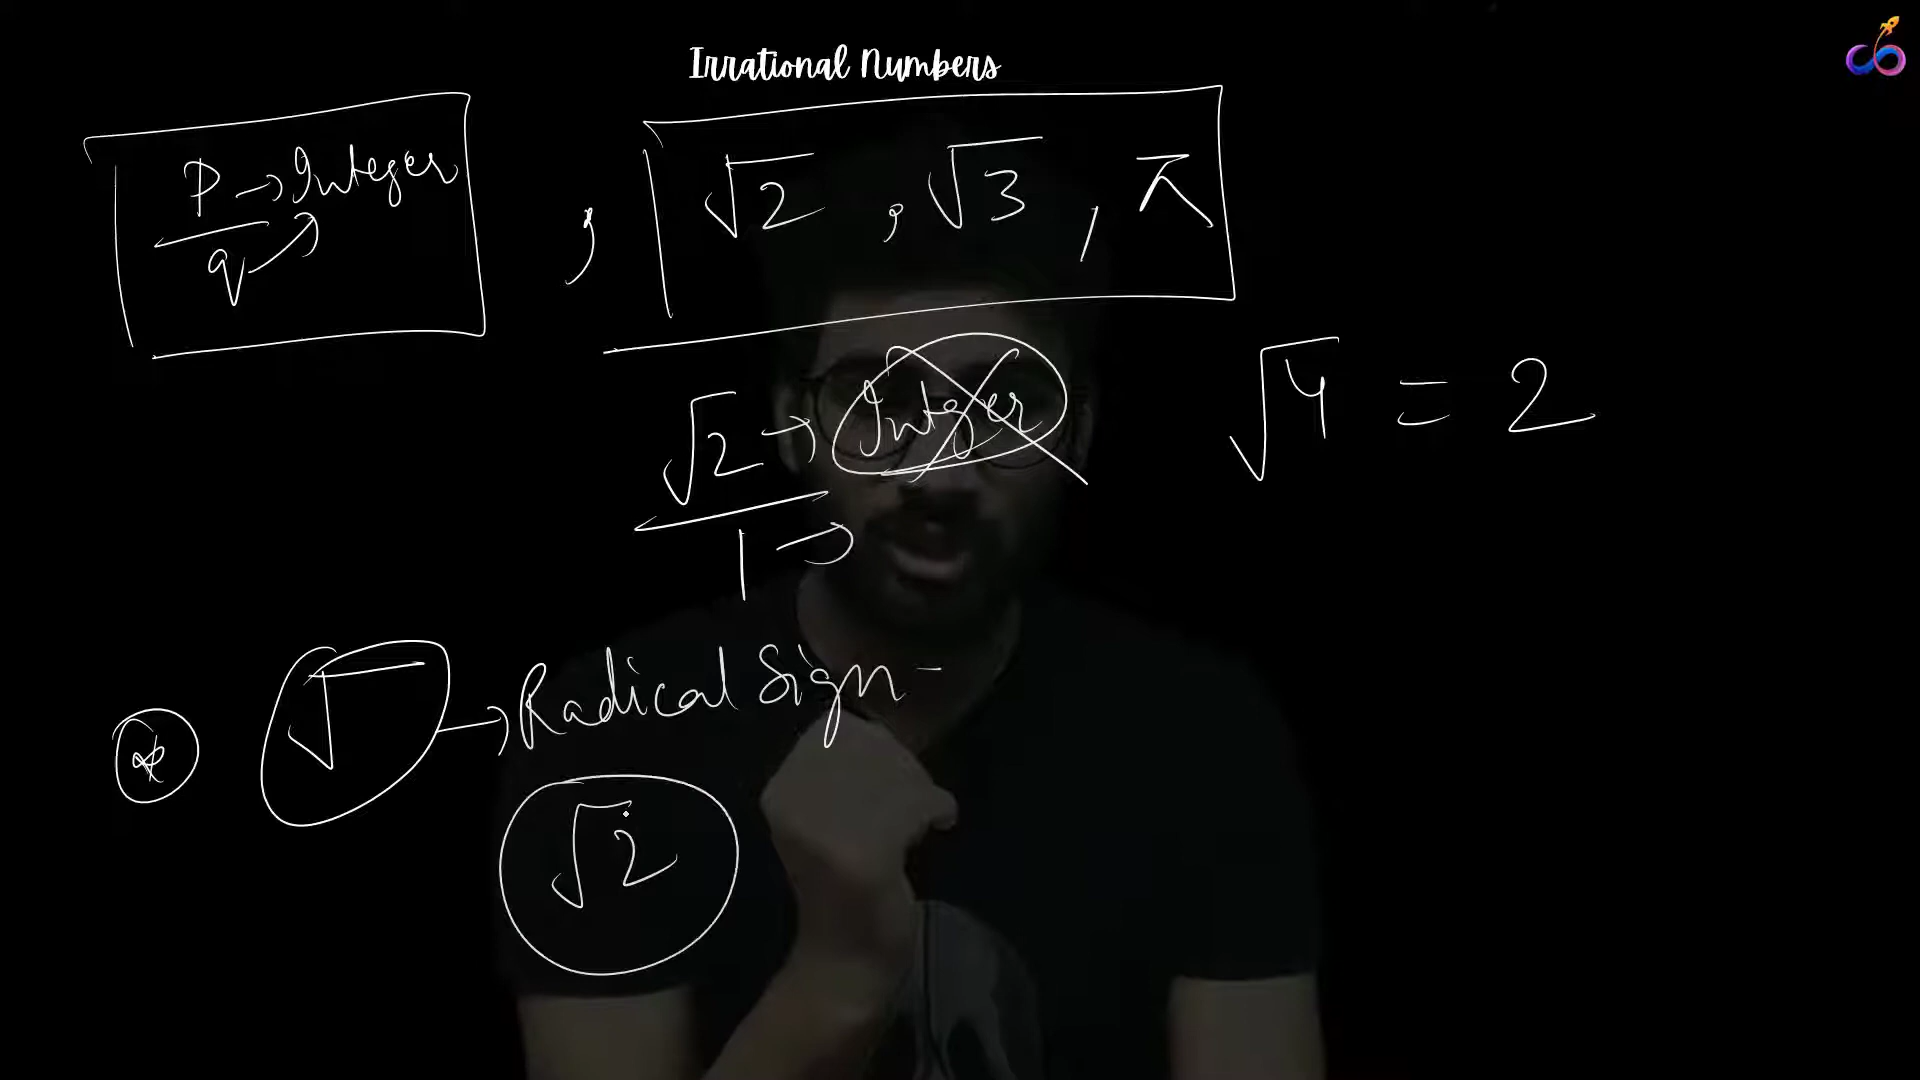 Irrational Numbers
P → Integer , √2 , √3 , π
q
√2 → Integer √4 = 2
1 →
√ → Radical Sign -
√2